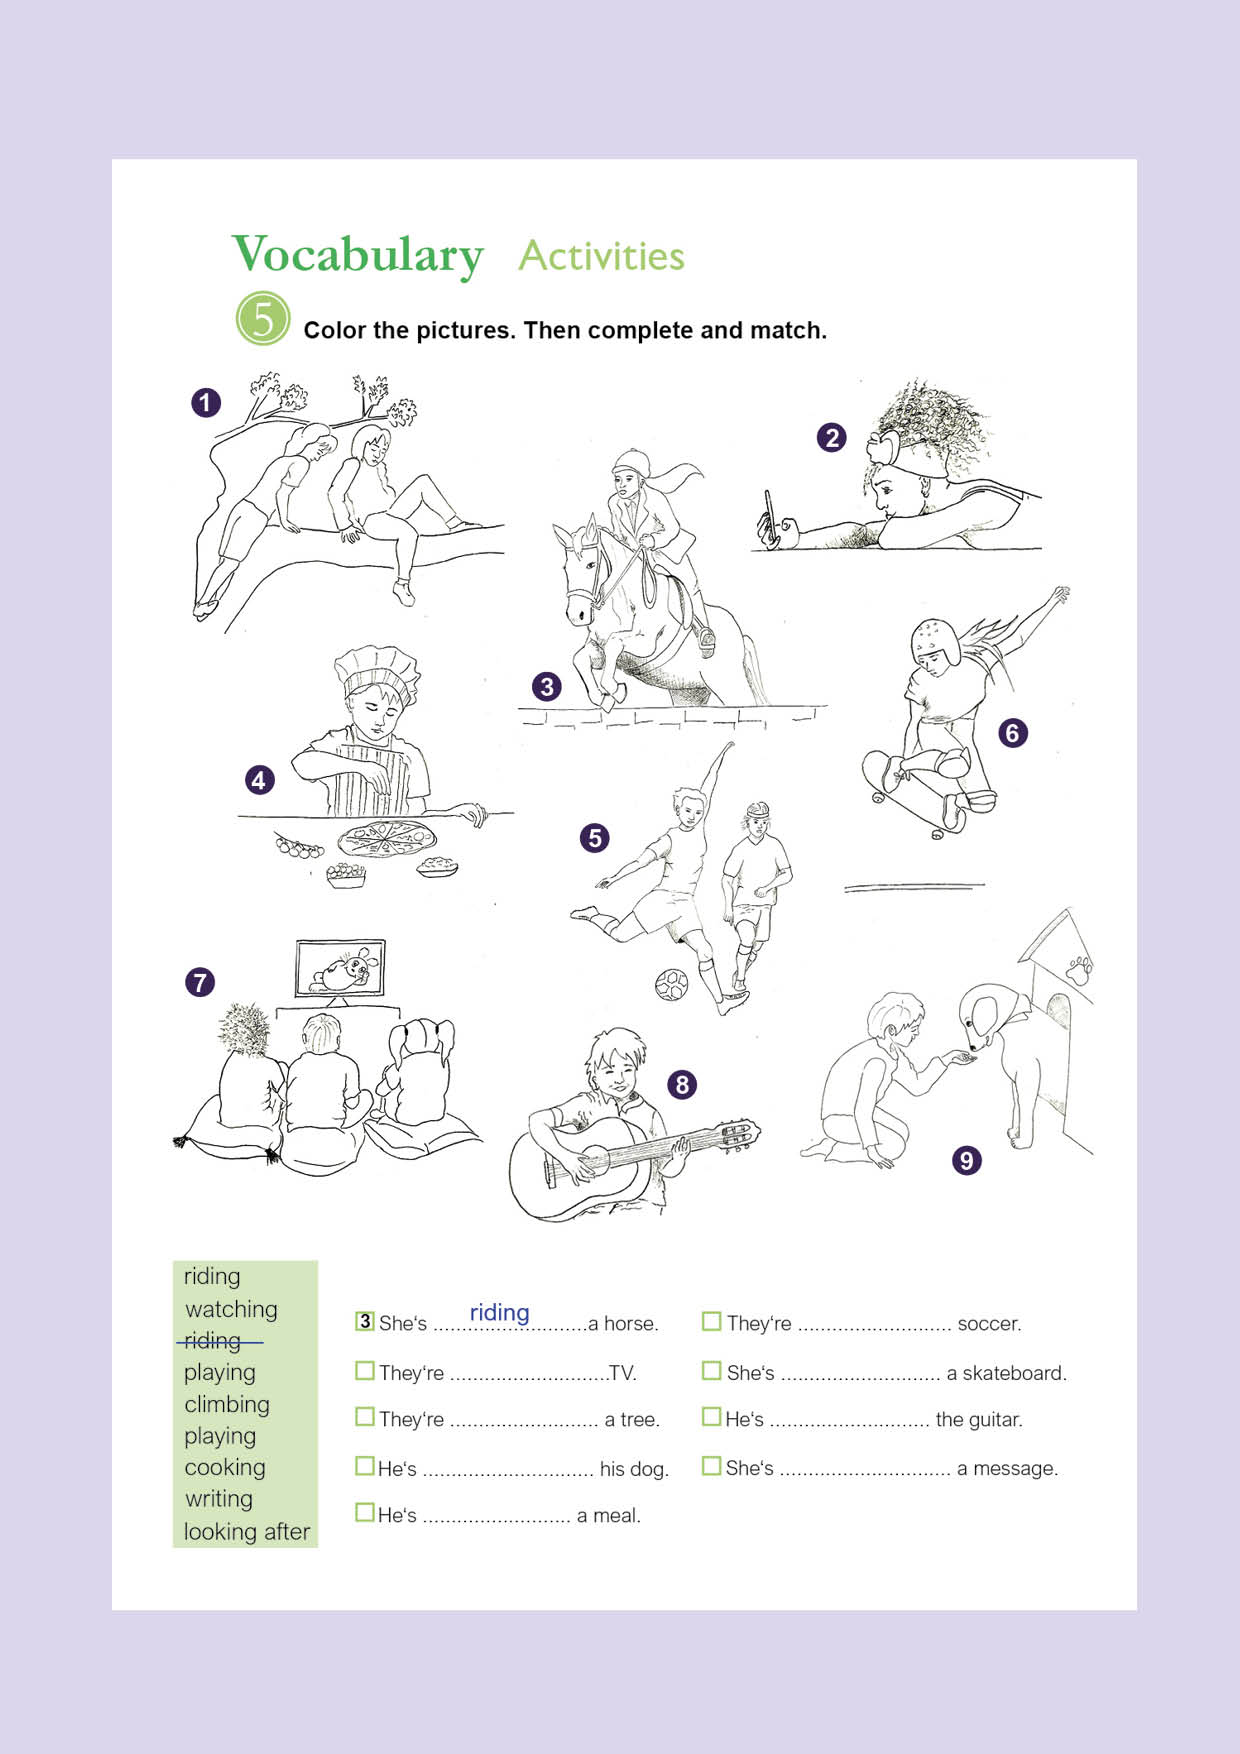 Vocabulary Activities
5 Color the pictures. Then complete and match.
1
2
3
4
5
6
7
8
9
riding
watching
riding
playing
climbing
playing
cooking
writing
looking after
3 She's ........riding........a horse.
They're ............................TV.
They're .......................... a tree.
He's .............................. his dog.
He's .......................... a meal.
They're ........................... soccer.
She's ............................ a skateboard.
He's ............................ the guitar.
She's .............................. a message.